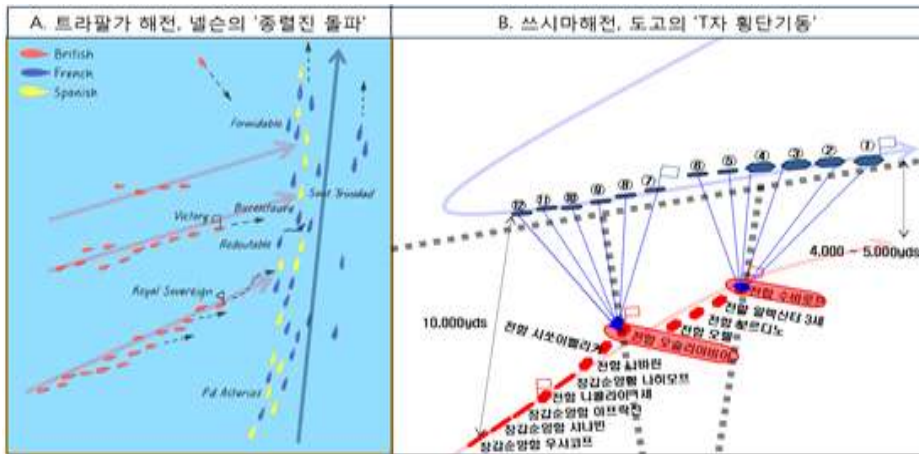 A. 트라팔가 해전, 넬슨의 '종렬진 돌파'
B. 쓰시마해전, 도고의 'T자 횡단기동'
British
French
Spanish
Formidable
Sant Trinidad
Victory
Bucentaure
Redoutable
Royal Sovereign
P.d Asterias
⑫ ⑪ ⑩ ⑨ ⑧ ⑦ ⑥ ⑤ ④ ③ ② ①
4,000 - 5,000yds
10,000yds
전함 수바로프
전함 알렉산더 3세
전함 보르디노
전함 오렐
전함 오슬라이비아
전함 시쏘이벨리키
전함 나바린
장갑순양함 나히모프
전함 니콜라이 1세
장갑순양함 아프락신
장갑순양함 시나빈
장갑순양함 우시코프